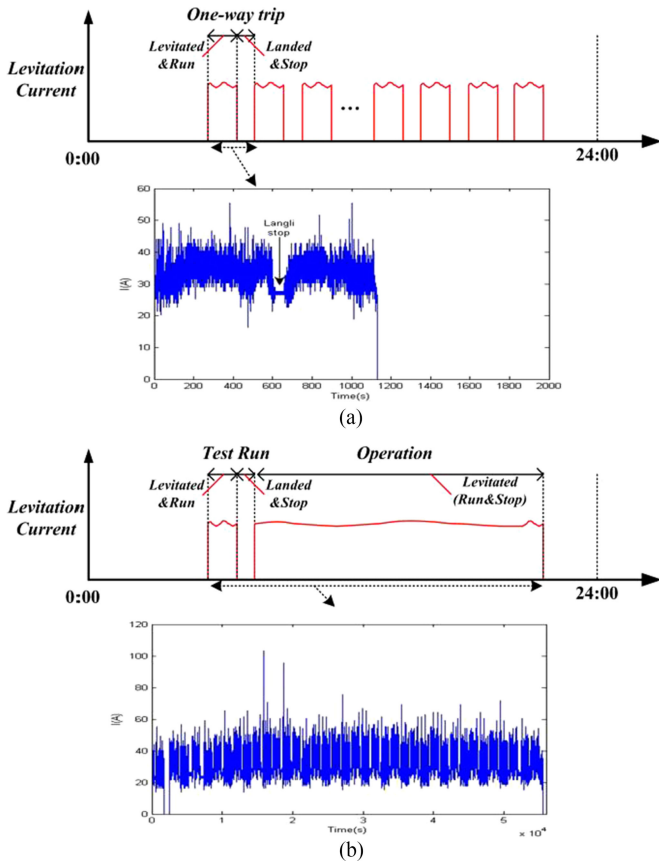 One-way trip
Levitated
&Run
Landed
&Stop
Levitation
Current
...
0:00
24:00
60
50
40
30
20
10
0
I(A)
Langli
stop
0 200 400 600 800 1000 1200 1400 1600 1800 2000
Time(s)
(a)
Test Run
Operation
Levitated
&Run
Landed
&Stop
Levitated
(Run&Stop)
Levitation
Current
0:00
24:00
120
100
80
60
40
20
0
I(A)
0 1 2 3 4 5
Time(s)
× 10⁴
(b)